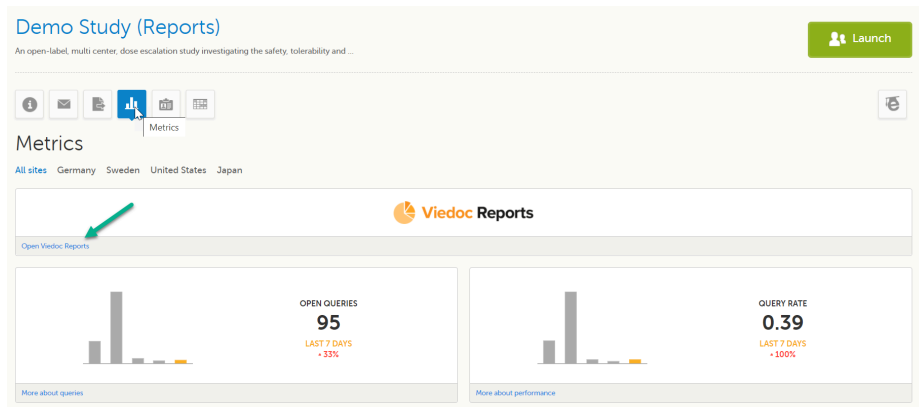 Demo Study (Reports)
An open-label, multi center, dose escalation study investigating the safety, tolerability and ...
Launch
Metrics
Metrics
All sites Germany Sweden United States Japan
Viedoc Reports
Open Viedoc Reports
OPEN QUERIES
95
LAST 7 DAYS
• 33%
More about queries
QUERY RATE
0.39
LAST 7 DAYS
• 100%
More about performance